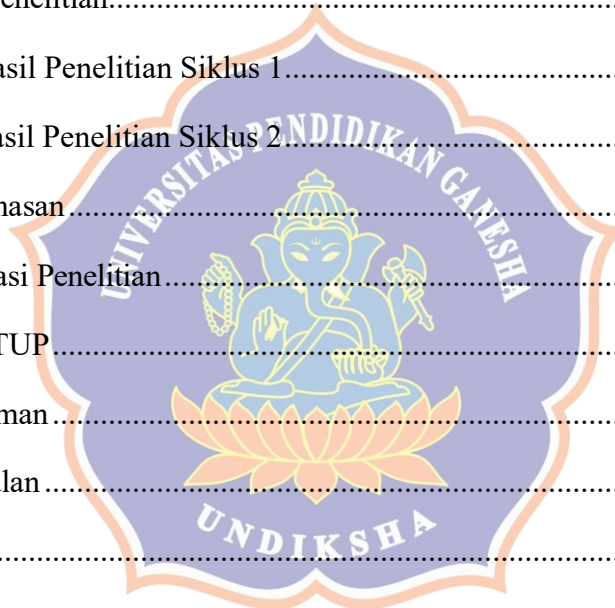 enelitian....................................................
asil Penelitian Siklus 1..........................................
asil Penelitian Siklus 2..........................................
hasan.....................................................................
asi Penelitian.........................................................
TUP.......................................................................
man.......................................................................
lan.........................................................................
................................................................................
UNIVERSITAS PENDIDIKAN GANESHA
UNDIKSHA